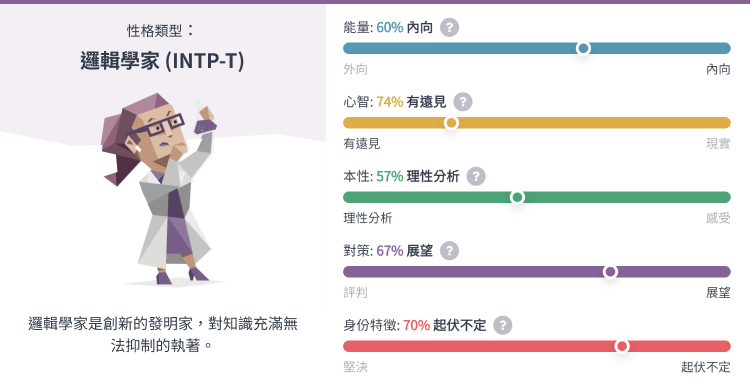 性格類型：
邏輯學家 (INTP-T)
邏輯學家是創新的發明家，對知識充滿無
法抑制的執著。
能量: 60% 內向 ?
外向 內向
心智: 74% 有遠見 ?
有遠見 現實
本性: 57% 理性分析 ?
理性分析 感受
對策: 67% 展望 ?
評判 展望
身份特徵: 70% 起伏不定 ?
堅決 起伏不定